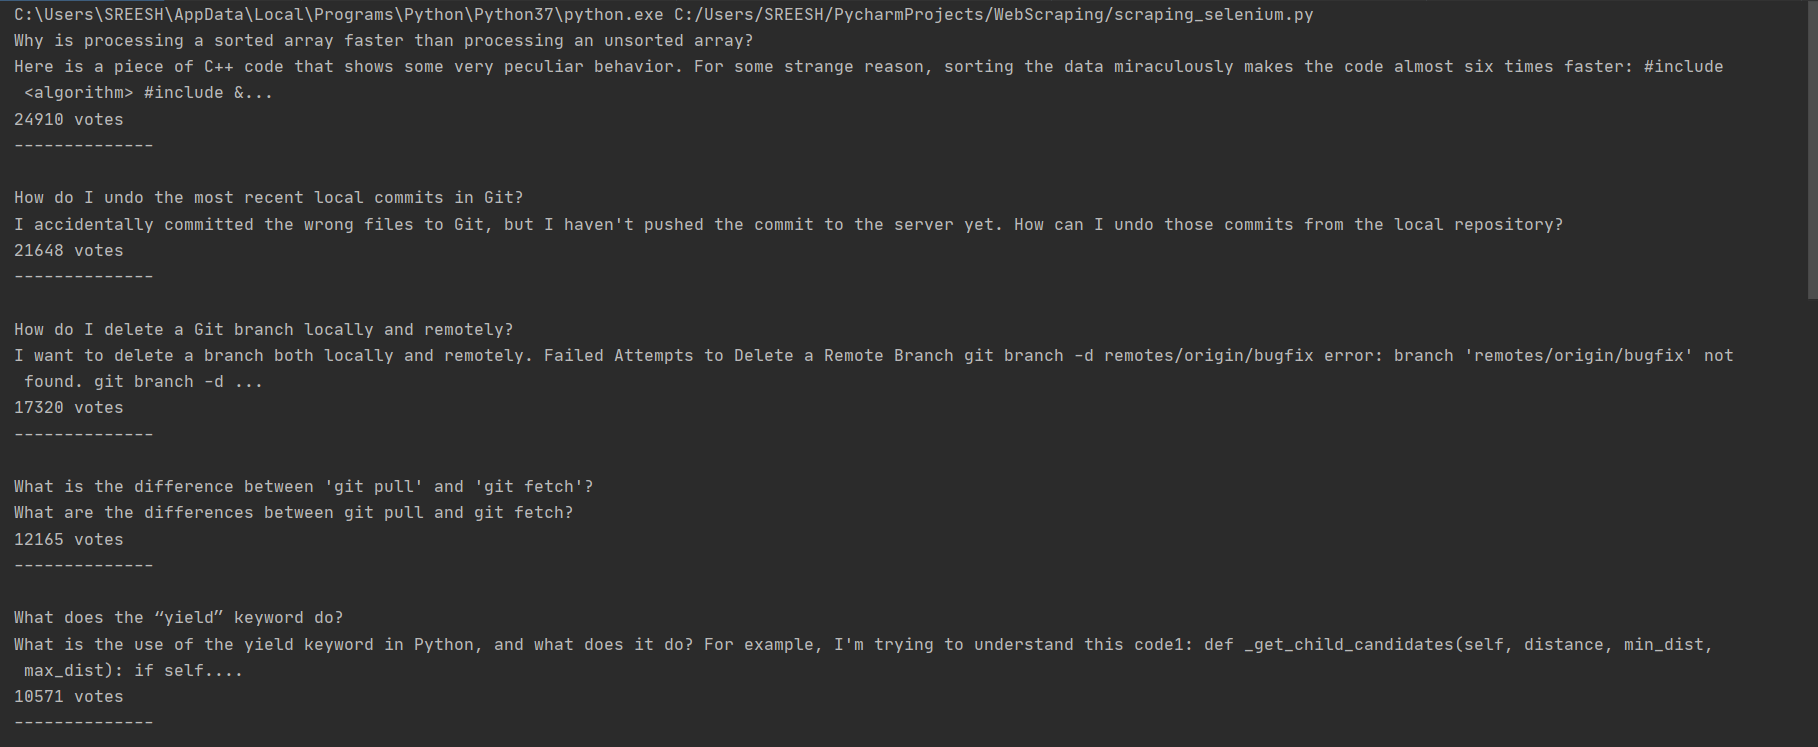 C:\Users\SREESH\AppData\Local\Programs\Python\Python37\python.exe C:/Users/SREESH/PycharmProjects/WebScraping/scraping_selenium.py
Why is processing a sorted array faster than processing an unsorted array?
Here is a piece of C++ code that shows some very peculiar behavior. For some strange reason, sorting the data miraculously makes the code almost six times faster: #include
<algorithm> #include &...
24910 votes
--------------
How do I undo the most recent local commits in Git?
I accidentally committed the wrong files to Git, but I haven't pushed the commit to the server yet. How can I undo those commits from the local repository?
21648 votes
--------------
How do I delete a Git branch locally and remotely?
I want to delete a branch both locally and remotely. Failed Attempts to Delete a Remote Branch git branch -d remotes/origin/bugfix error: branch 'remotes/origin/bugfix' not
found. git branch -d ...
17320 votes
--------------
What is the difference between 'git pull' and 'git fetch'?
What are the differences between git pull and git fetch?
12165 votes
--------------
What does the “yield” keyword do?
What is the use of the yield keyword in Python, and what does it do? For example, I'm trying to understand this code1: def _get_child_candidates(self, distance, min_dist,
max_dist): if self....
10571 votes
--------------